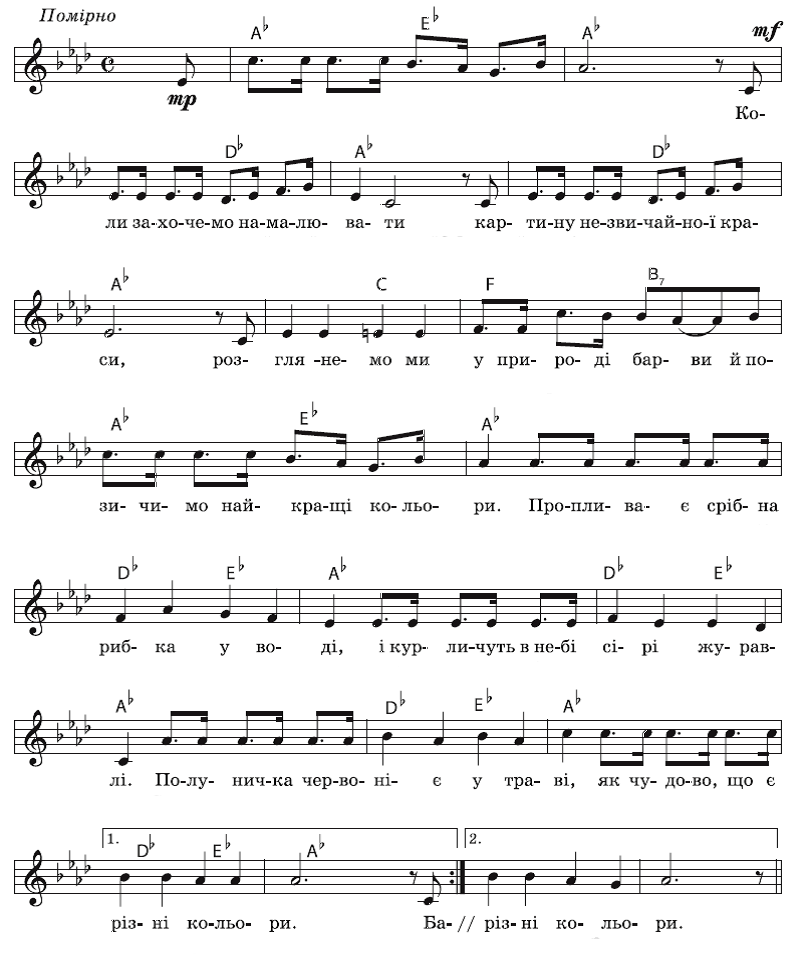 Помірно
A♭ E♭ A♭ mf
mp
Ко-
D♭ A♭ D♭
ли за-хо-че-мо на-ма-лю- ва- ти кар- ти-ну не-зви-чай-но-ї кра-
A♭ C F B7
си, роз- гля -не- мо ми у при- ро- ді бар- ви й по-
A♭ E♭ A♭
зи- чи- мо най- кра-щі ко- льо- ри. Про-пли- ва- є сріб- на
D♭ E♭ A♭ D♭ E♭
риб- ка у во- ді, і кур- ли-чуть в не-бі сі- рі жу- рав-
A♭ D♭ E♭ A♭
лі. По-лу- нич-ка чер-во- ні- є у тра- ві, як чу- до-во, що є
1. 2.
D♭ E♭ A♭
різ- ні ко-льо- ри. Ба- // різ- ні ко- льо- ри.